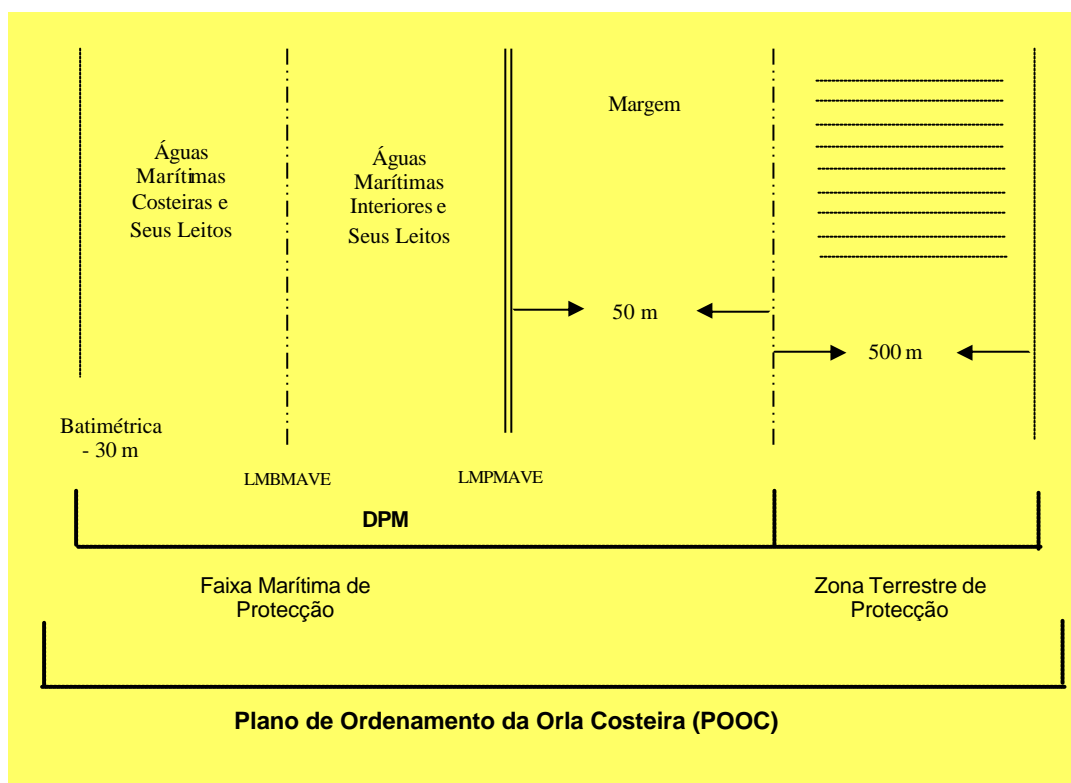 Margem
Águas
Marítimas
Costeiras e
Seus Leitos
Águas
Marítimas
Interiores e
Seus Leitos
50 m
500 m
Batimétrica
- 30 m
LMBMAVE
LMPMAVE
DPM
Faixa Marítima de
Protecção
Zona Terrestre de
Protecção
Plano de Ordenamento da Orla Costeira (POOC)